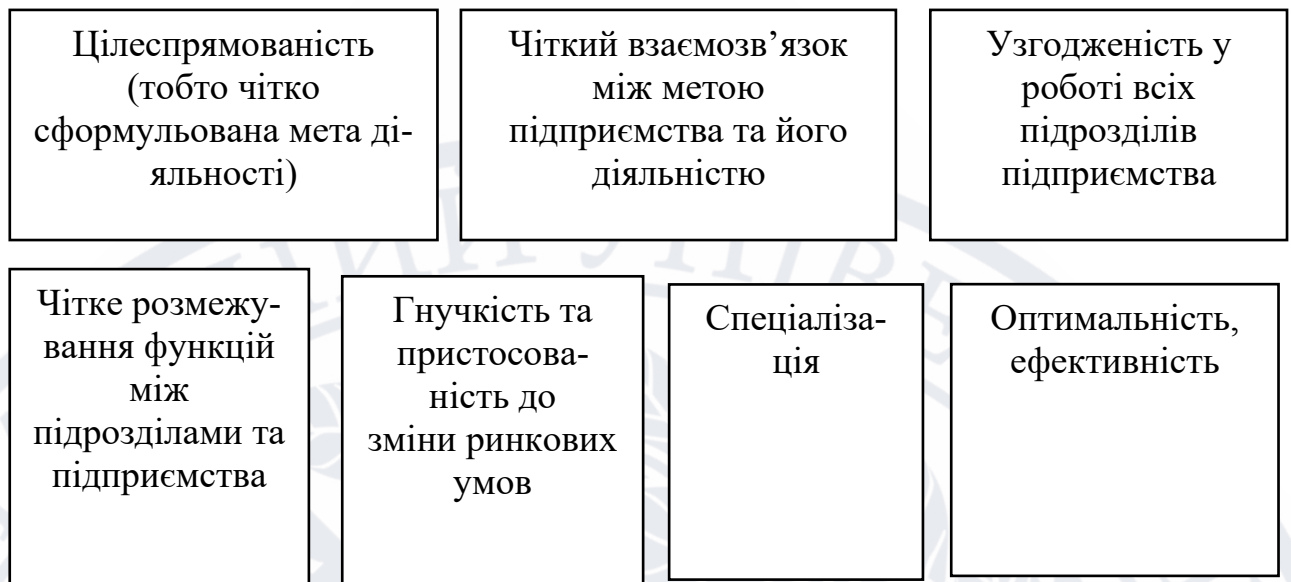 Цілеспрямованість
(тобто чітко
сформульована мета ді-
яльності)
Чіткий взаємозв’язок
між метою
підприємства та його
діяльністю
Узгодженість у
роботі всіх
підрозділів
підприємства
Чітке розмежу-
вання функцій
між
підрозділами та
підприємства
Гнучкість та
пристосова-
ність до
зміни ринкових
умов
Спеціаліза-
ція
Оптимальність,
ефективність